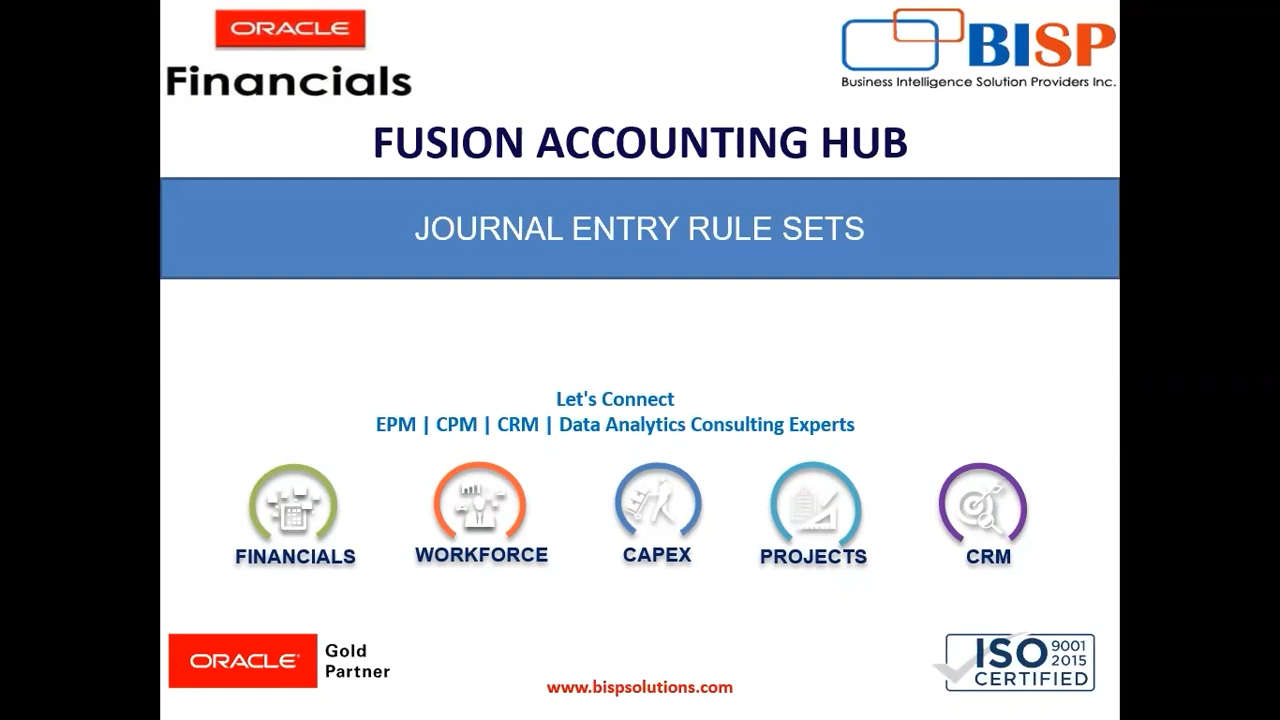 ORACLE
Financials
BISP
Business Intelligence Solution Providers Inc.
FUSION ACCOUNTING HUB
JOURNAL ENTRY RULE SETS
Let's Connect
EPM | CPM | CRM | Data Analytics Consulting Experts
FINANCIALS
WORKFORCE
CAPEX
PROJECTS
CRM
ORACLE®
Gold
Partner
www.bispsolutions.com
ISO 9001
2015
CERTIFIED